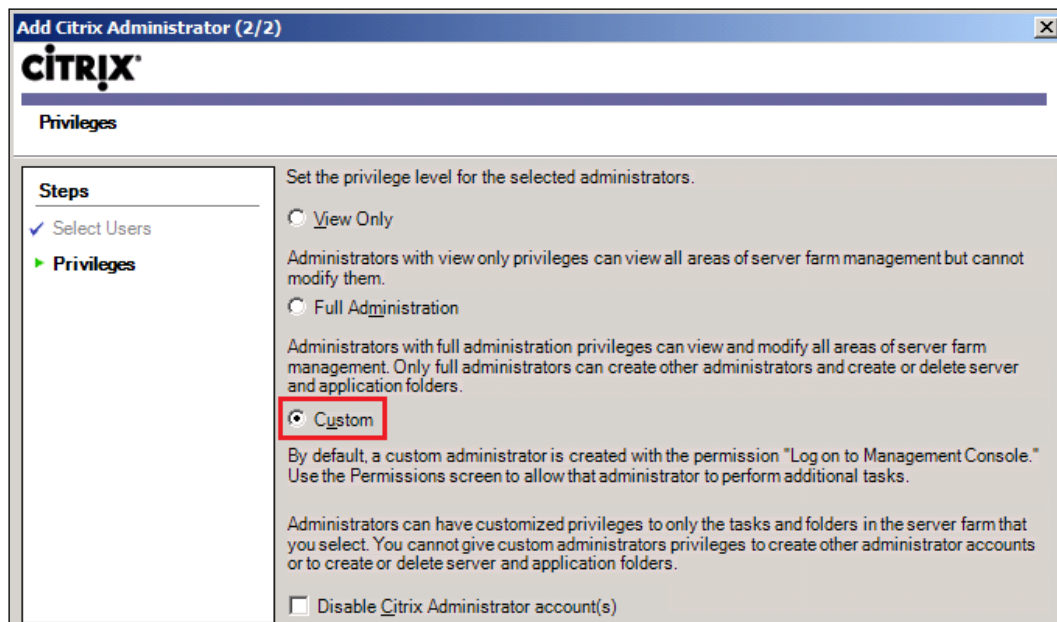 Add Citrix Administrator (2/2)
CITRIX
Privileges
Steps
Select Users
Privileges
Set the privilege level for the selected administrators.
View Only
Administrators with view only privileges can view all areas of server farm management but cannot
modify them.
Full Administration
Administrators with full administration privileges can view and modify all areas of server farm
management. Only full administrators can create other administrators and create or delete server
and application folders.
Custom
By default, a custom administrator is created with the permission "Log on to Management Console."
Use the Permissions screen to allow that administrator to perform additional tasks.
Administrators can have customized privileges to only the tasks and folders in the server farm that
you select. You cannot give custom administrators privileges to create other administrator accounts
or to create or delete server and application folders.
Disable Citrix Administrator account(s)